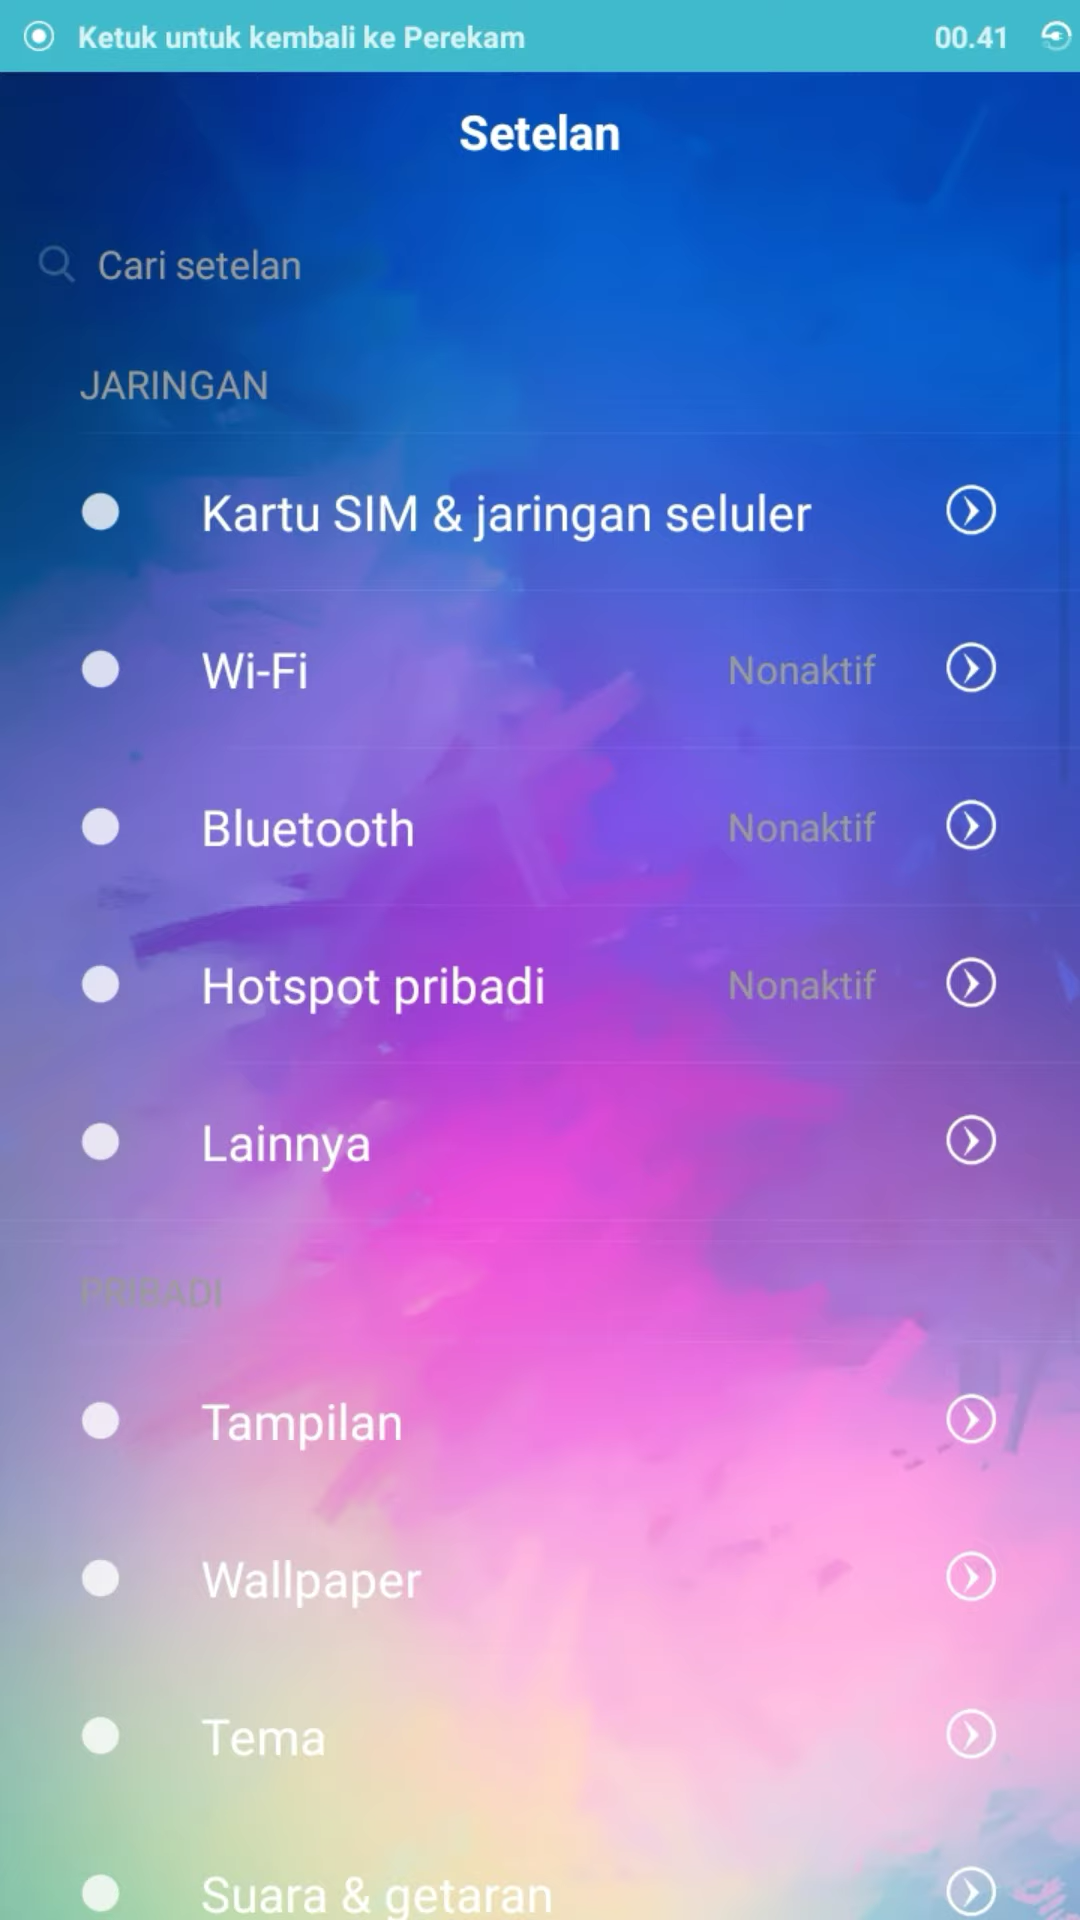 Ketuk untuk kembali ke Perekam 00.41
Setelan
Cari setelan
JARINGAN
Kartu SIM & jaringan seluler
Wi-Fi Nonaktif
Bluetooth Nonaktif
Hotspot pribadi Nonaktif
Lainnya
PRIBADI
Tampilan
Wallpaper
Tema
Suara & getaran